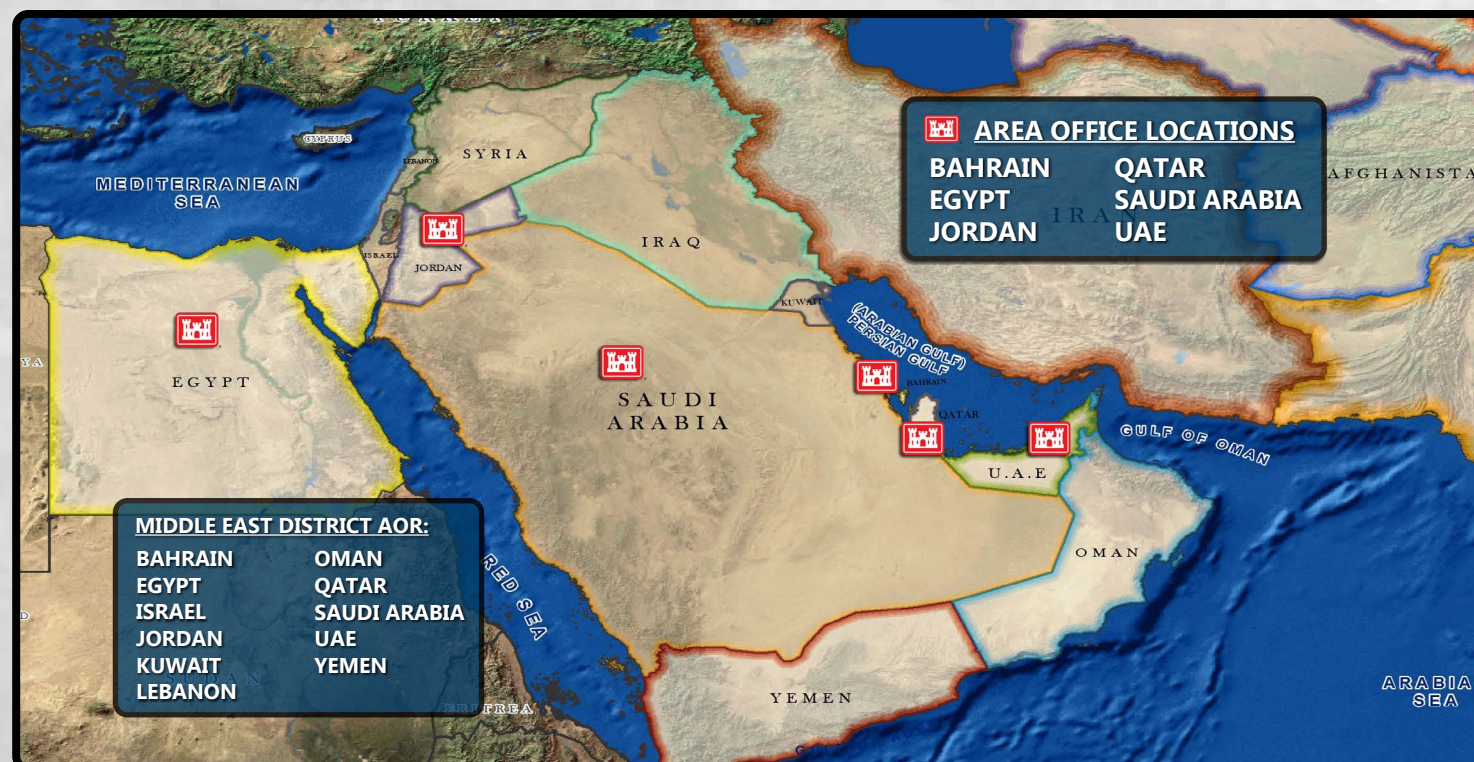 AREA OFFICE LOCATIONS
BAHRAIN QATAR
EGYPT SAUDI ARABIA
JORDAN UAE
CYPRUS
LEBANON
SYRIA
MEDITERRANEAN
SEA
AFGHANISTA
IRAN
ISRAEL
JORDAN
IRAQ
KUWAIT
(ARABIAN GULF)
PERSIAN GULF
YA
EGYPT
SAUDI
ARABIA
BAHRAIN
QATAR
GULF OF OMAN
U.A.E
OMAN
RED SEA
YEMEN
ARABIA
SEA
ERITREA
MIDDLE EAST DISTRICT AOR:
BAHRAIN OMAN
EGYPT QATAR
ISRAEL SAUDI ARABIA
JORDAN UAE
KUWAIT YEMEN
LEBANON